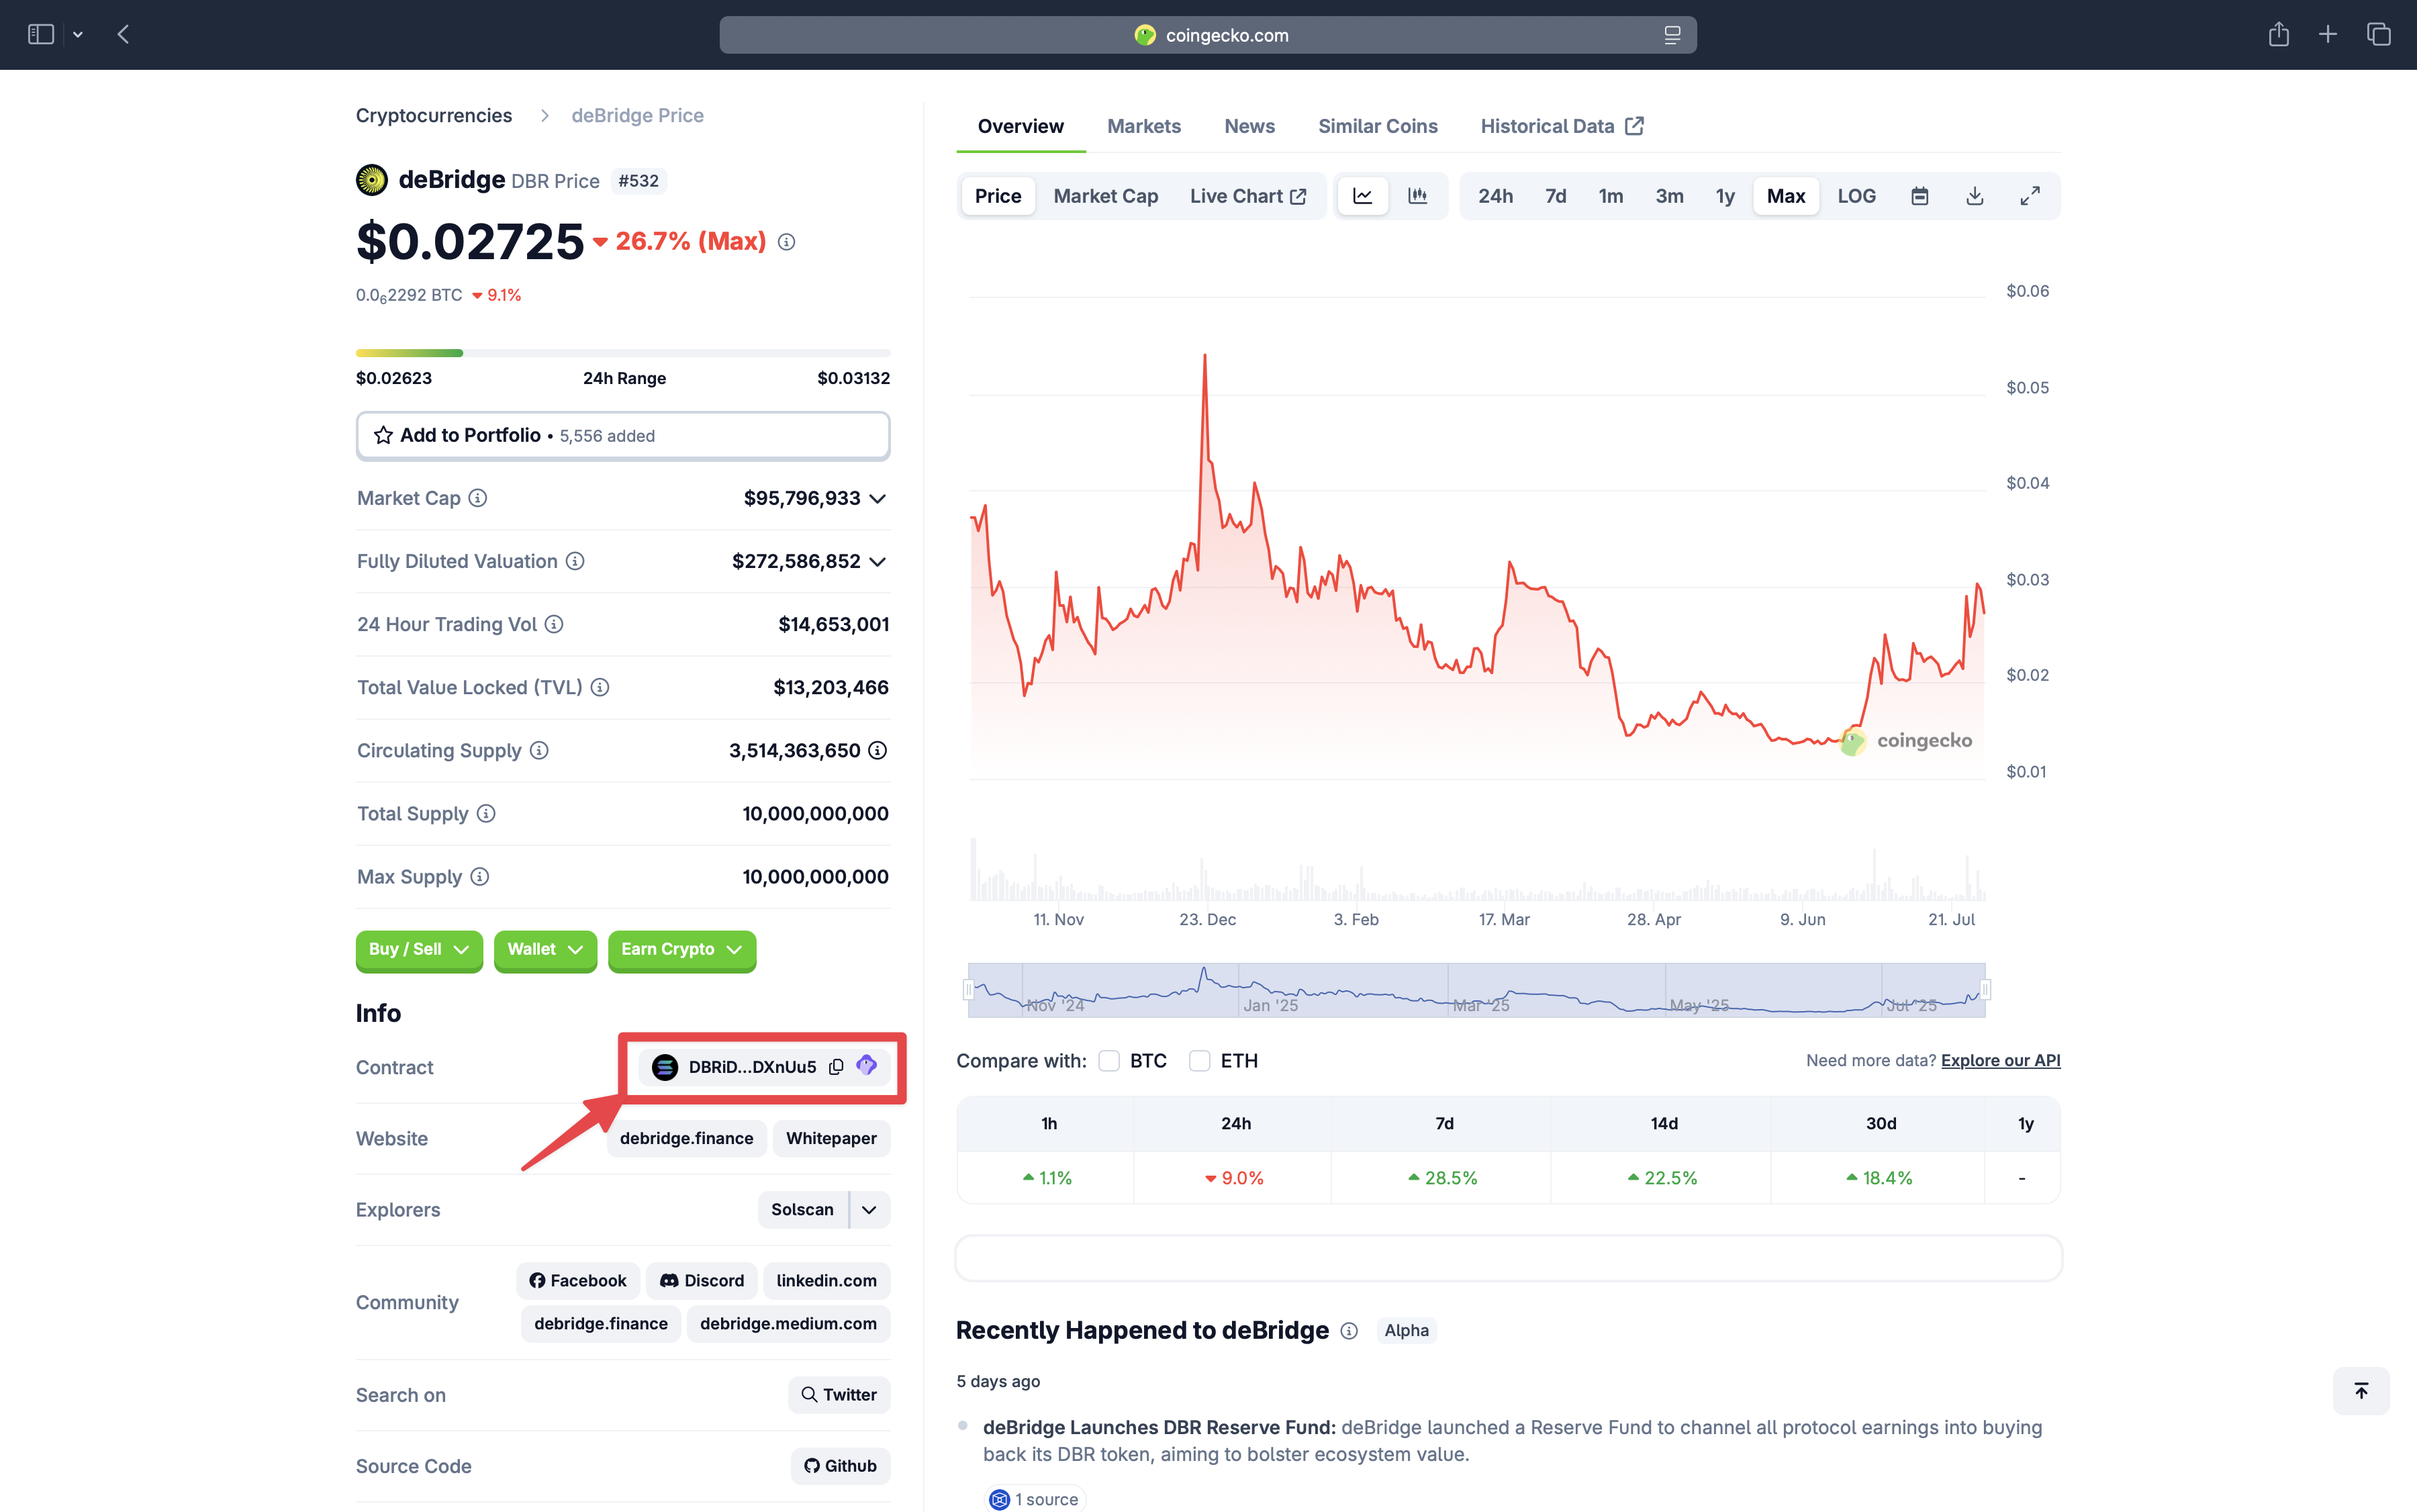 coingecko.com
Cryptocurrencies > deBridge Price
deBridge DBR Price #532
$0.02725 26.7% (Max)
0.0₆2292 BTC 9.1%
$0.02623 24h Range $0.03132
Add to Portfolio • 5,556 added
Market Cap $95,796,933
Fully Diluted Valuation $272,586,852
24 Hour Trading Vol $14,653,001
Total Value Locked (TVL) $13,203,466
Circulating Supply 3,514,363,650
Total Supply 10,000,000,000
Max Supply 10,000,000,000
Buy / Sell Wallet Earn Crypto
Info
Contract DBRiD...DXnUu5
Website debridge.finance Whitepaper
Explorers Solscan
Community Facebook Discord linkedin.com
debridge.finance debridge.medium.com
Search on Twitter
Source Code Github
Overview Markets News Similar Coins Historical Data
Price Market Cap Live Chart 24h 7d 1m 3m 1y Max LOG
$0.06
$0.05
$0.04
$0.03
$0.02
$0.01
coingecko
11. Nov 23. Dec 3. Feb 17. Mar 28. Apr 9. Jun 21. Jul
Nov '24 Jan '25 Mar '25 May '25 Jul '25
Compare with: BTC ETH Need more data? Explore our API
1h 24h 7d 14d 30d 1y
1.1% 9.0% 28.5% 22.5% 18.4% -
Recently Happened to deBridge Alpha
5 days ago
deBridge Launches DBR Reserve Fund: deBridge launched a Reserve Fund to channel all protocol earnings into buying
back its DBR token, aiming to bolster ecosystem value.
1 source